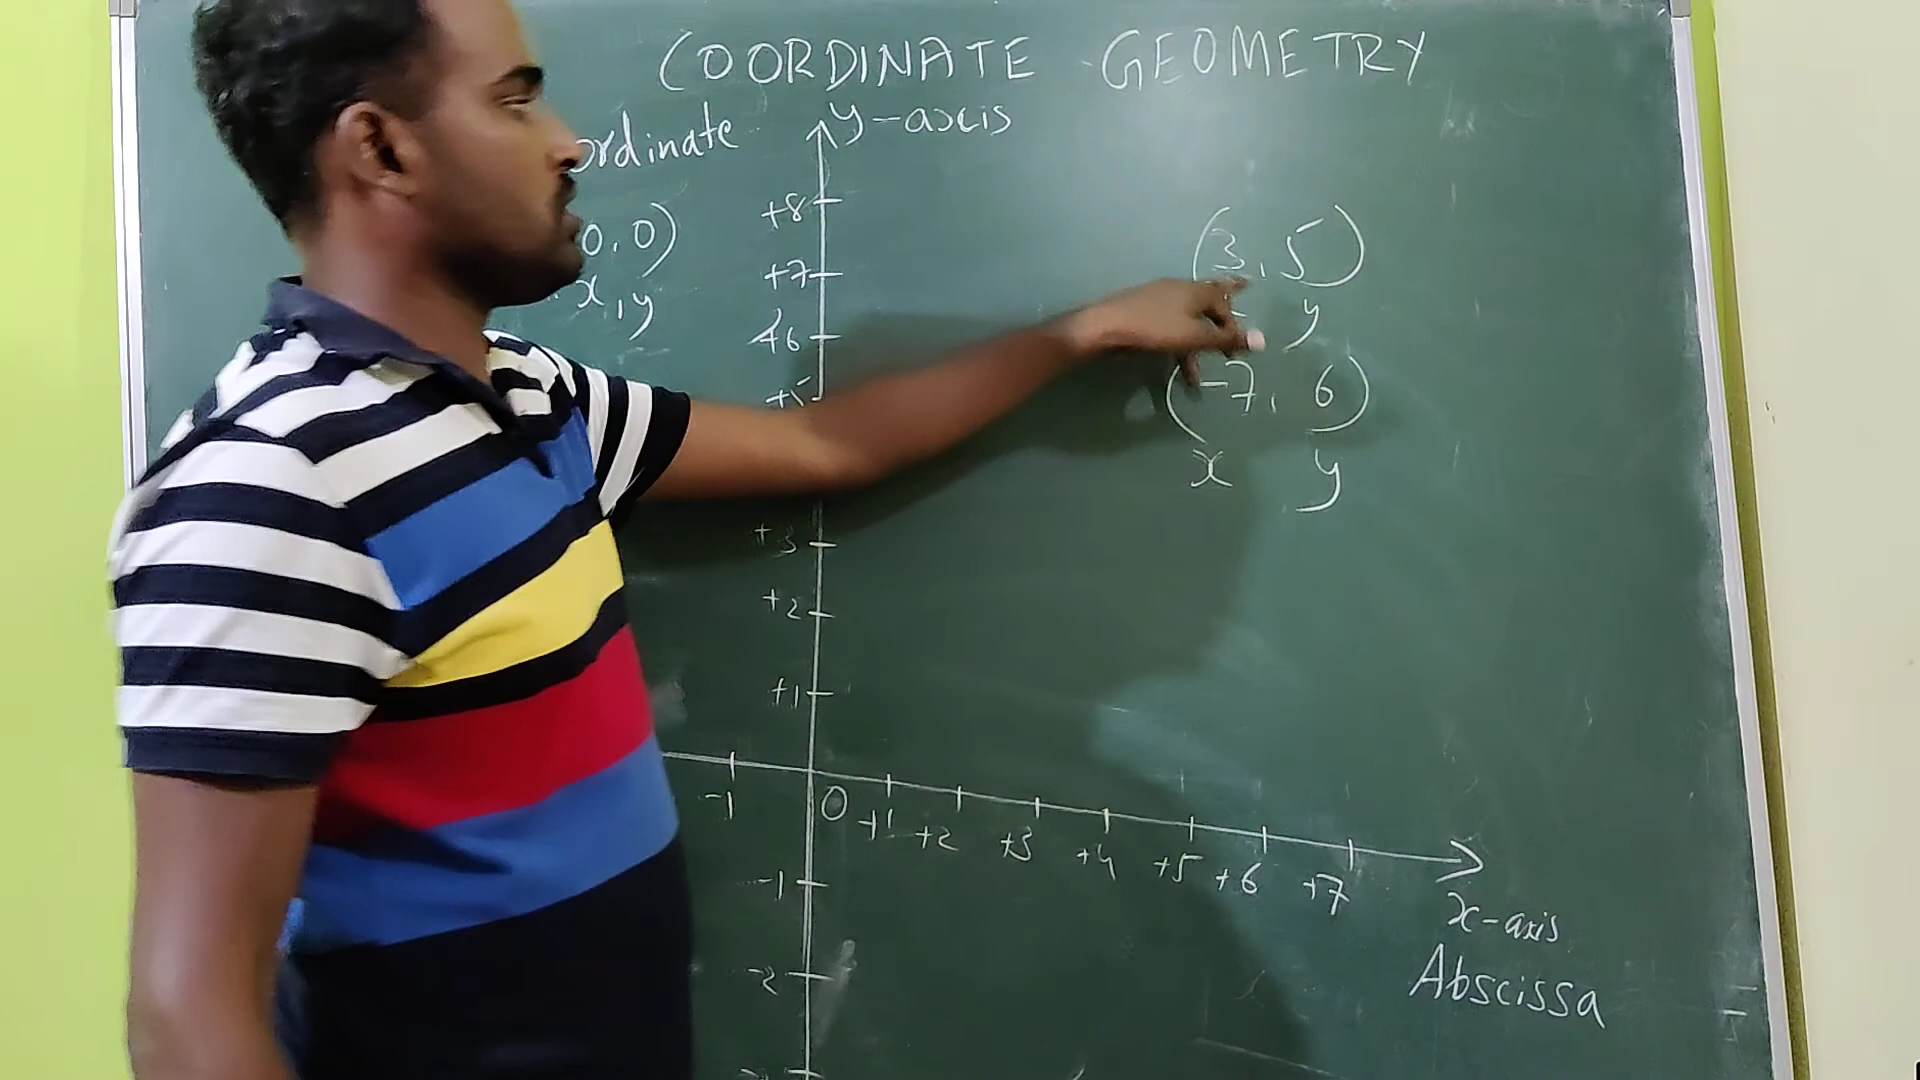 COORDINATE GEOMETRY
ordinate
y-axis
0, 0)
x, y
(3, 5)
y
(-7, 6)
x y
+8
+7
+6
+5
+3
+2
+1
-1 0 +1 +2 +3 +4 +5 +6 +7
-1
-2
x-axis
Abscissa